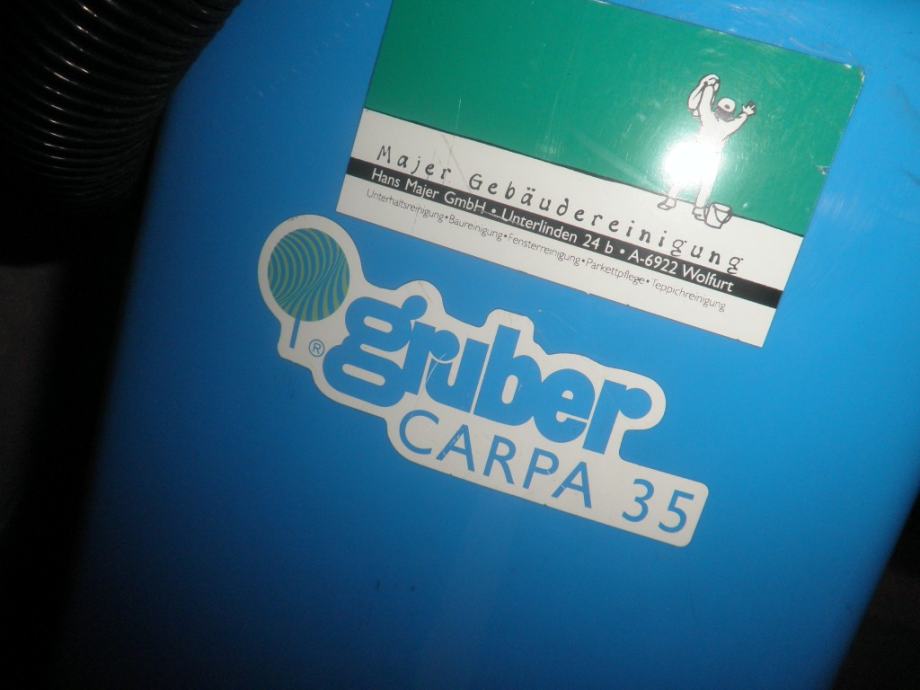 Majer Gebäudereinigung
Hans Majer GmbH • Unterlinden 24 b • A-6922 Wolfurt
Unterhaltsreinigung • Baureinigung • Fensterreinigung • Parkettpflege • Teppichreinigung
gruber
®
CARPA 35